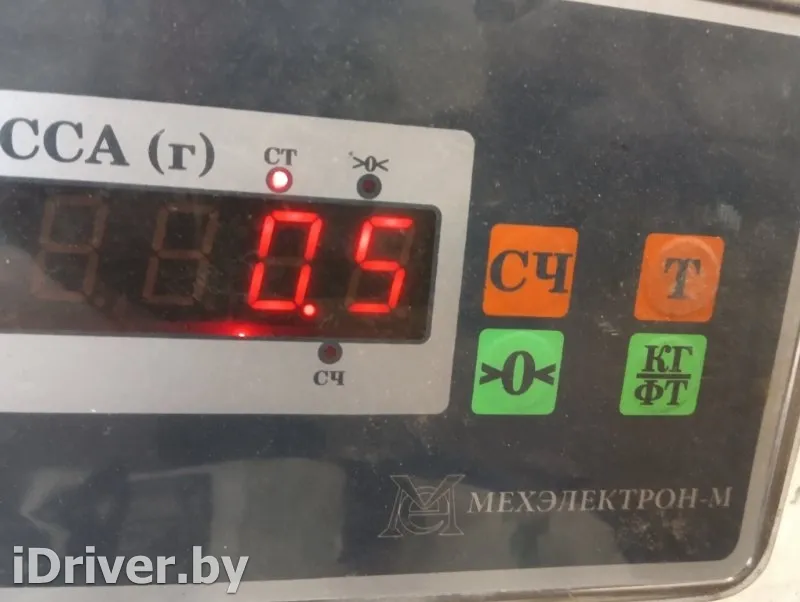 ССА (г)
СТ
>0<
0.5
СЧ
СЧ
Т
>0<
КГ
ФТ
МЕХЭЛЕКТРОН-М
iDriver.by